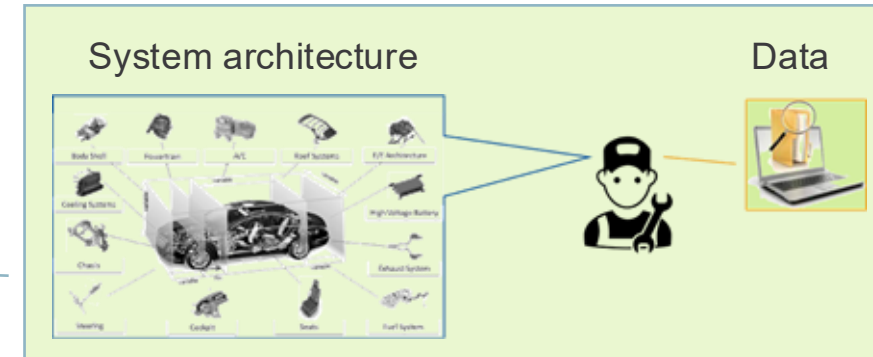 System architecture
Data
Body Shell
Powertrain
A/C
Roof Systems
E/E Architecture
Cooling Systems
High Voltage Battery
Chassis
Exhaust System
Steering
Cockpit
Seats
Fuel System